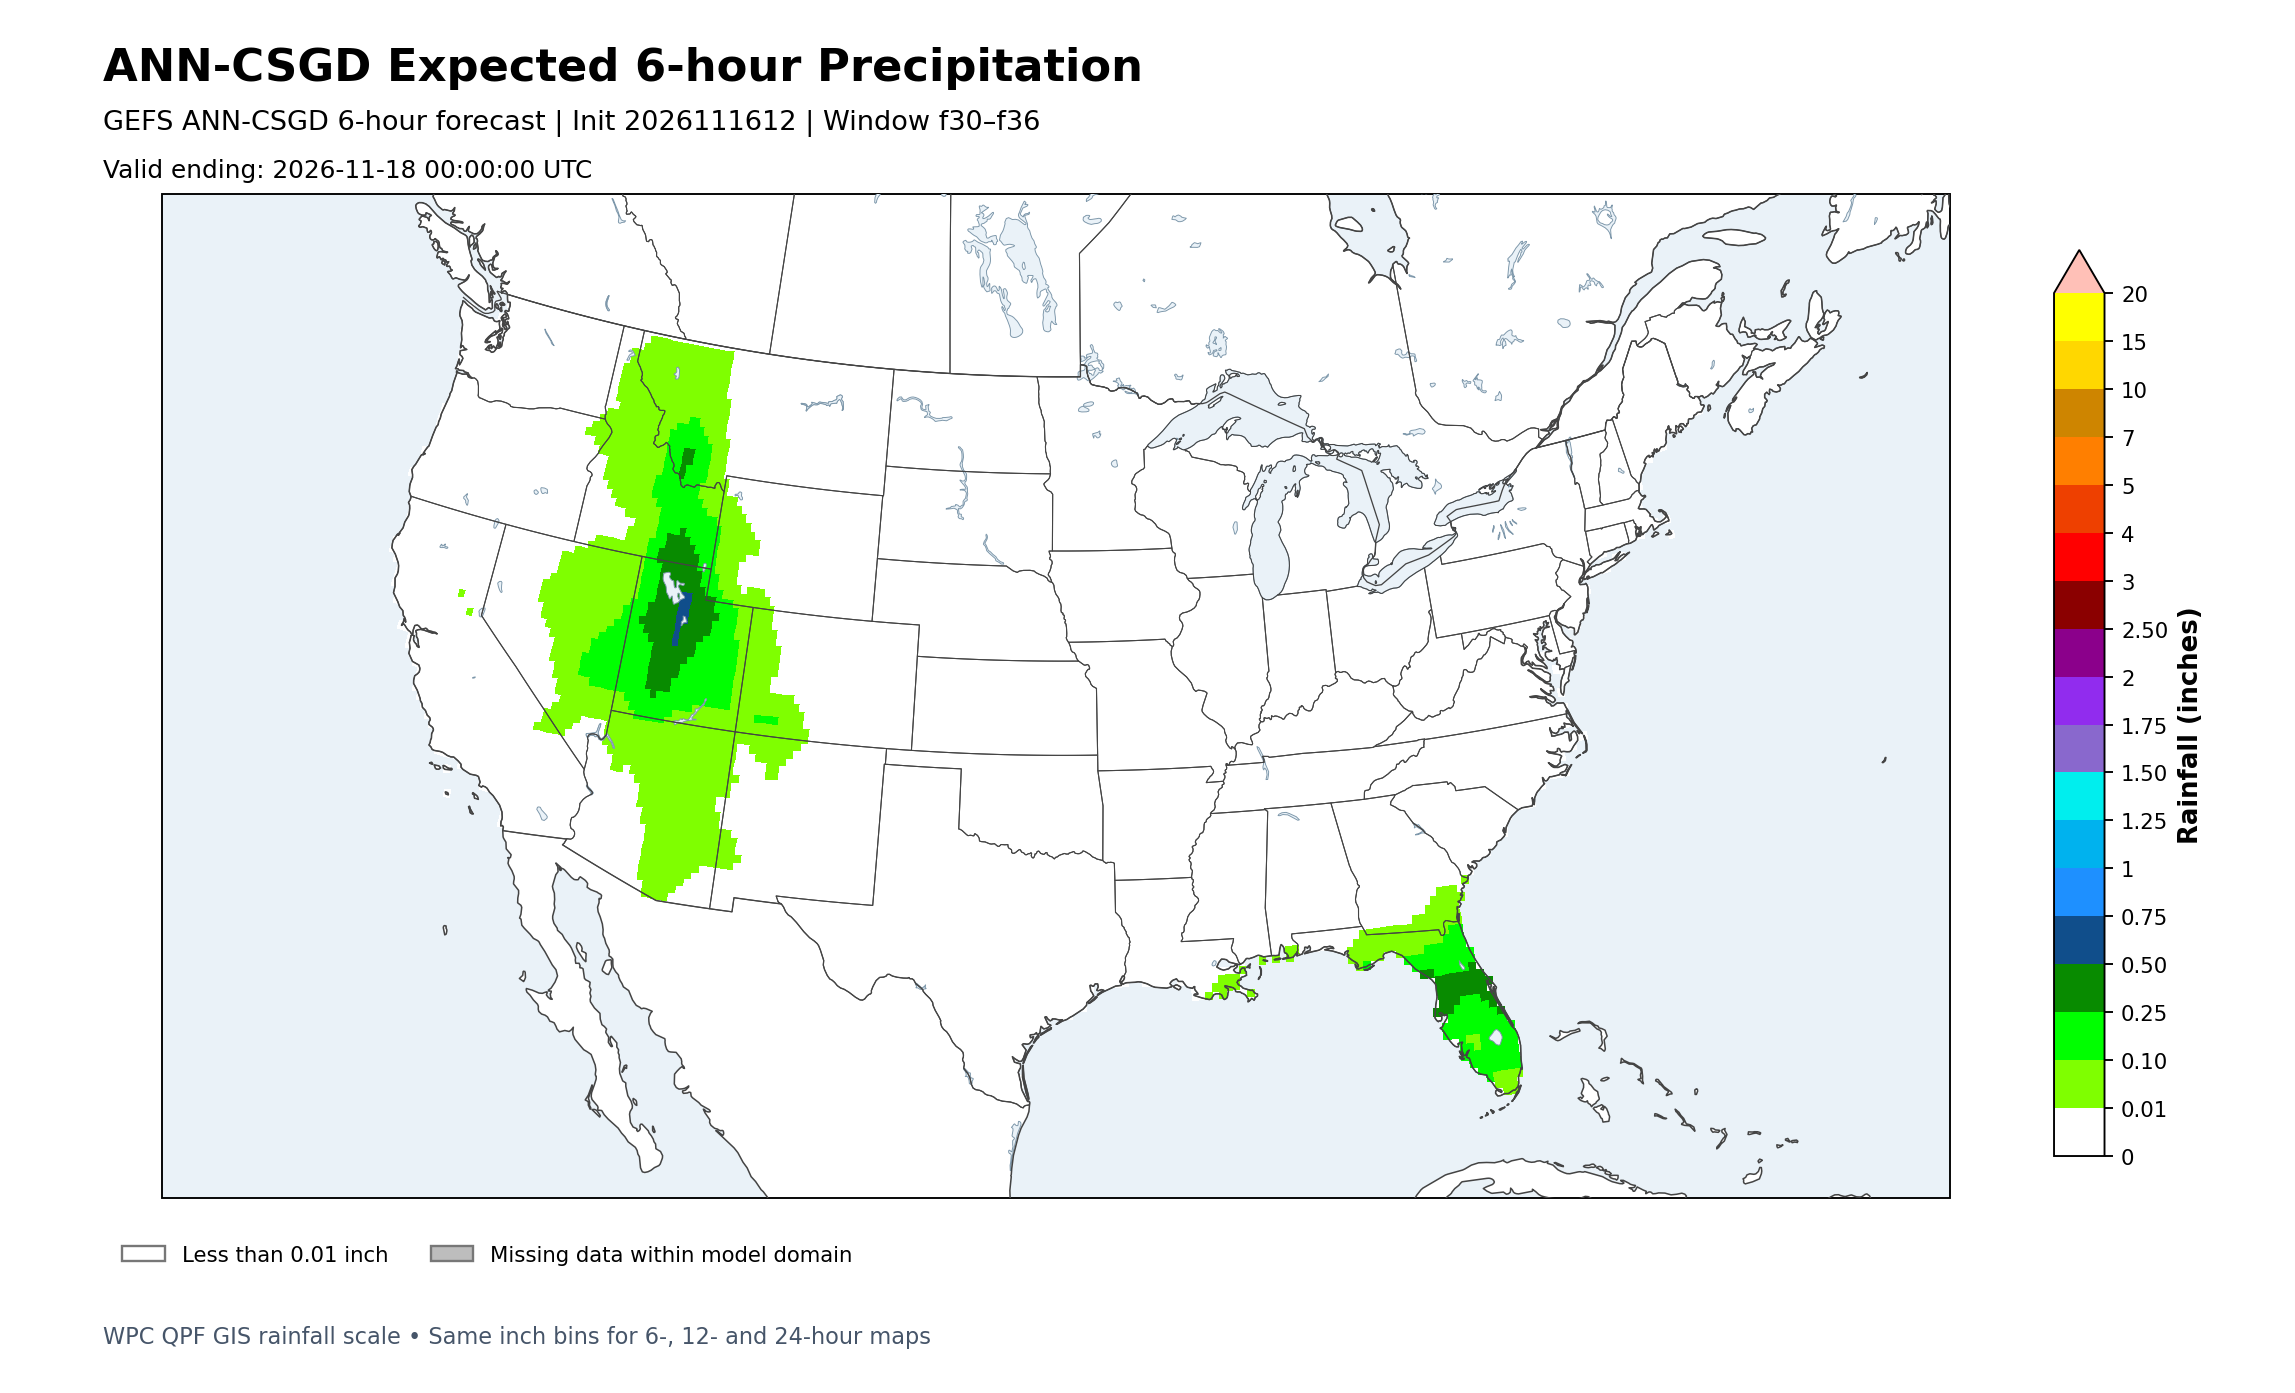 ANN-CSGD Expected 6-hour Precipitation
GEFS ANN-CSGD 6-hour forecast | Init 2026111612 | Window f30–f36
Valid ending: 2026-11-18 00:00:00 UTC
20
15
10
7
5
4
3
2.50
2
1.75
1.50
1.25
1
0.75
0.50
0.25
0.10
0.01
0
Rainfall (inches)
Less than 0.01 inch
Missing data within model domain
WPC QPF GIS rainfall scale • Same inch bins for 6-, 12- and 24-hour maps